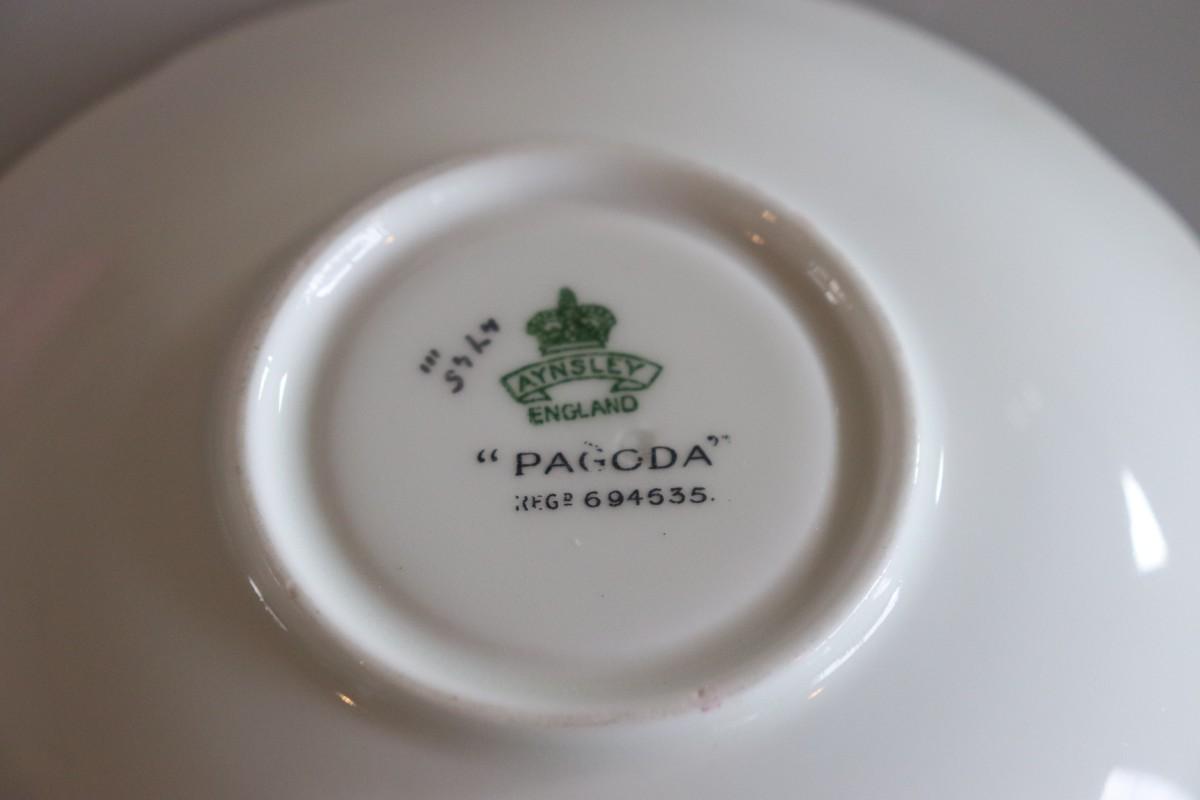 AYNSLEY
ENGLAND
“PAGODA”
REGD 694535.